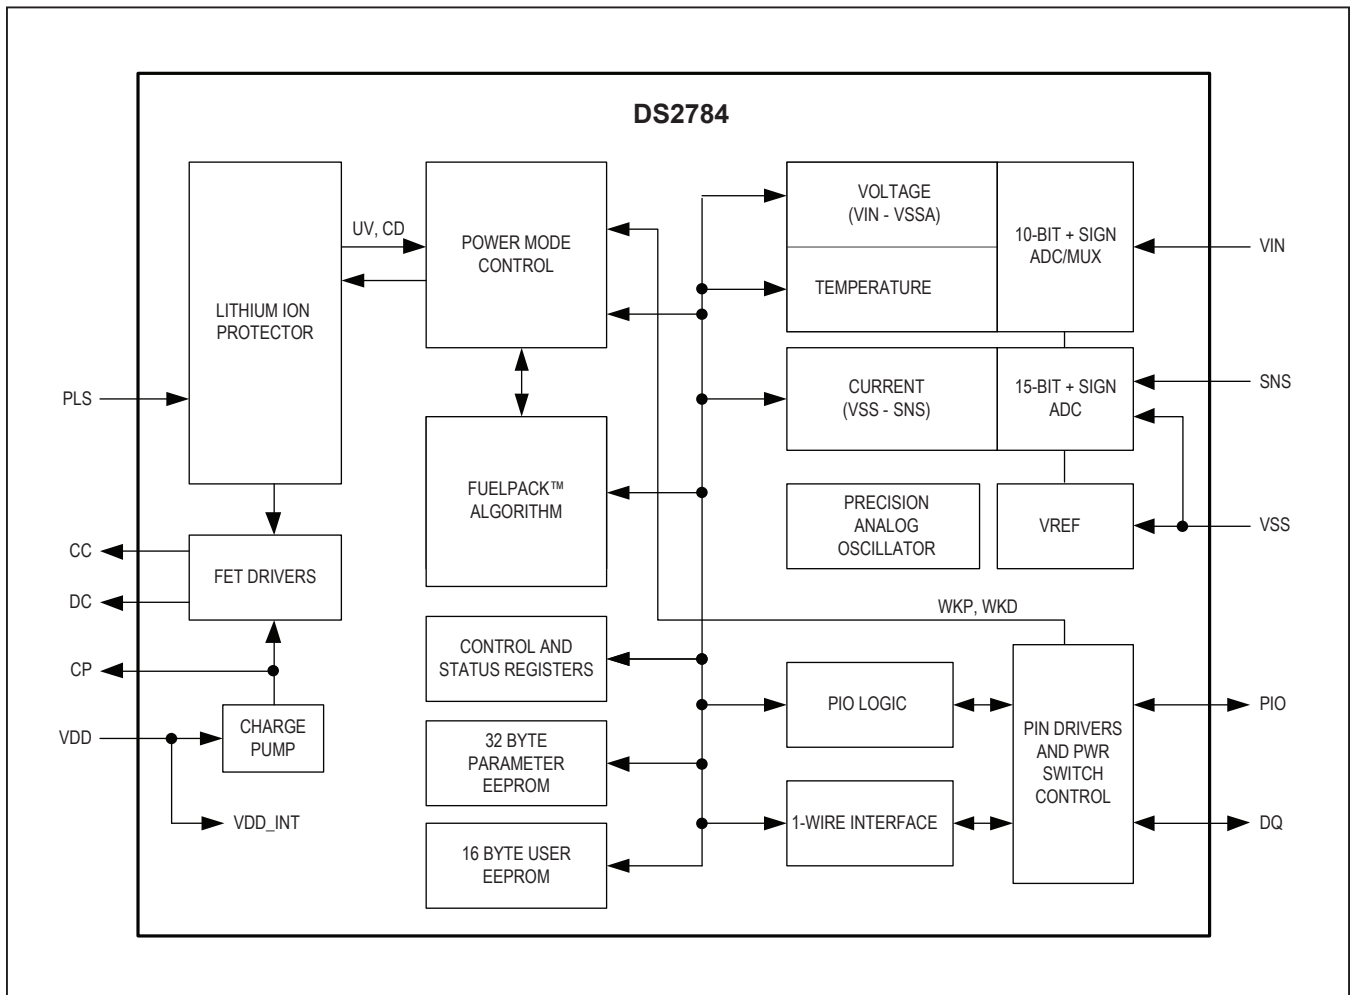 DS2784
VOLTAGE
(VIN - VSSA)
UV, CD
POWER MODE
CONTROL
10-BIT + SIGN
ADC/MUX
VIN
TEMPERATURE
LITHIUM ION
PROTECTOR
PLS
CURRENT
(VSS - SNS)
15-BIT + SIGN
ADC
SNS
FUELPACK™
ALGORITHM
PRECISION
ANALOG
OSCILLATOR
VREF
VSS
CC
FET DRIVERS
DC
WKP, WKD
CP
CONTROL AND
STATUS REGISTERS
PIO LOGIC
PIO
VDD
CHARGE
PUMP
32 BYTE
PARAMETER
EEPROM
PIN DRIVERS
AND PWR
SWITCH
CONTROL
VDD_INT
1-WIRE INTERFACE
DQ
16 BYTE USER
EEPROM